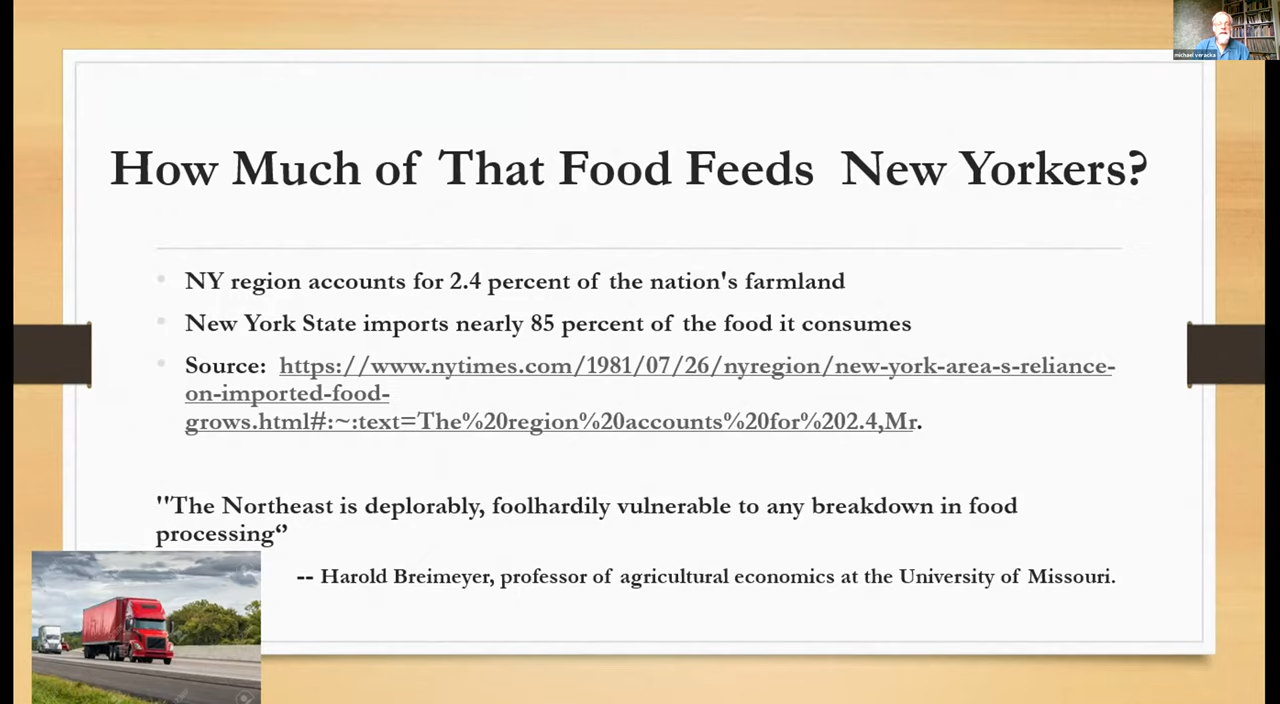 michael veracka
How Much of That Food Feeds New Yorkers?
NY region accounts for 2.4 percent of the nation's farmland
New York State imports nearly 85 percent of the food it consumes
Source: https://www.nytimes.com/1981/07/26/nyregion/new-york-area-s-reliance-
on-imported-food-
grows.html#:~:text=The%20region%20accounts%20for%202.4,Mr.
''The Northeast is deplorably, foolhardily vulnerable to any breakdown in food
processing“
-- Harold Breimeyer, professor of agricultural economics at the University of Missouri.